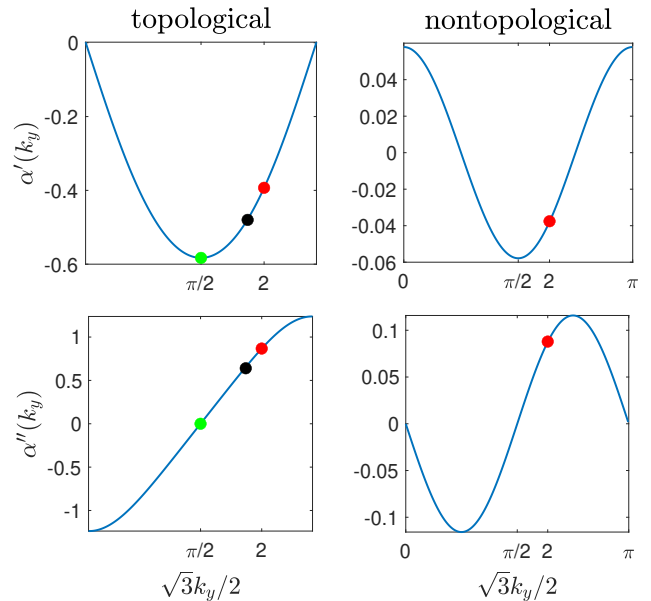 topological
nontopological
0
-0.2
-0.4
-0.6
α′(k_y)
π/2
2
0.04
0.02
0
-0.02
-0.04
-0.06
0
π/2
2
π
1
0.5
0
-0.5
-1
α″(k_y)
π/2
2
√3k_y/2
0.1
0.05
0
-0.05
-0.1
0
π/2
2
π
√3k_y/2